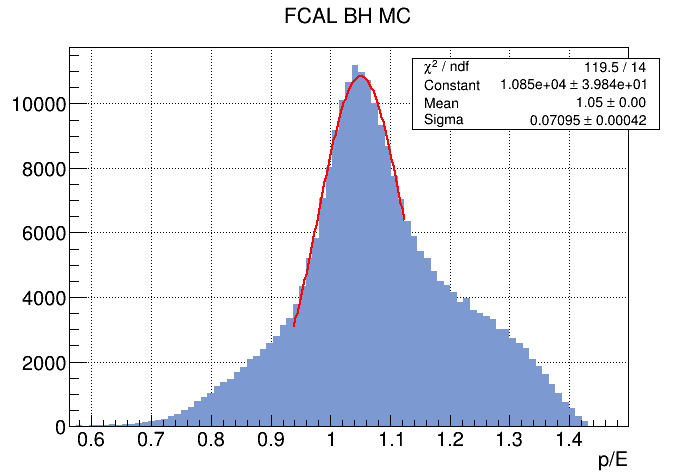 FCAL BH MC
χ² / ndf 119.5 / 14
Constant 1.085e+04 ± 3.984e+01
Mean 1.05 ± 0.00
Sigma 0.07095 ± 0.00042
10000
8000
6000
4000
2000
0
0.6 0.7 0.8 0.9 1 1.1 1.2 1.3 1.4
p/E